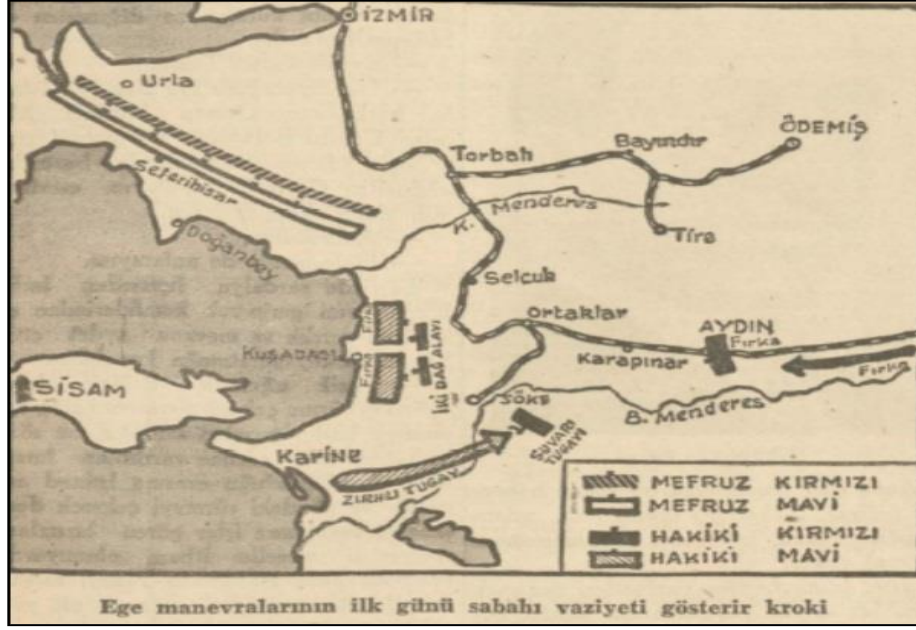 İZMİR
Urla
Seferihisar
Doğanbey
Torbalı
Bayındır
ÖDEMİŞ
Tire
K. Menderes
Selçuk
Ortaklar
Karapınar
AYDIN
Fırka
Fırka
B. Menderes
KUŞADASI
Fırka
Fırka
İKİ DAĞ ALAYI
SÖKE
SÜVARİ TUGAYI
SİSAM
Karine
ZIRHLI TUGAY
MEFRUZ KIRMIZI
MEFRUZ MAVİ
HAKİKİ KIRMIZI
HAKİKİ MAVİ
Ege manevralarının ilk günü sabahı vaziyeti gösterir kroki